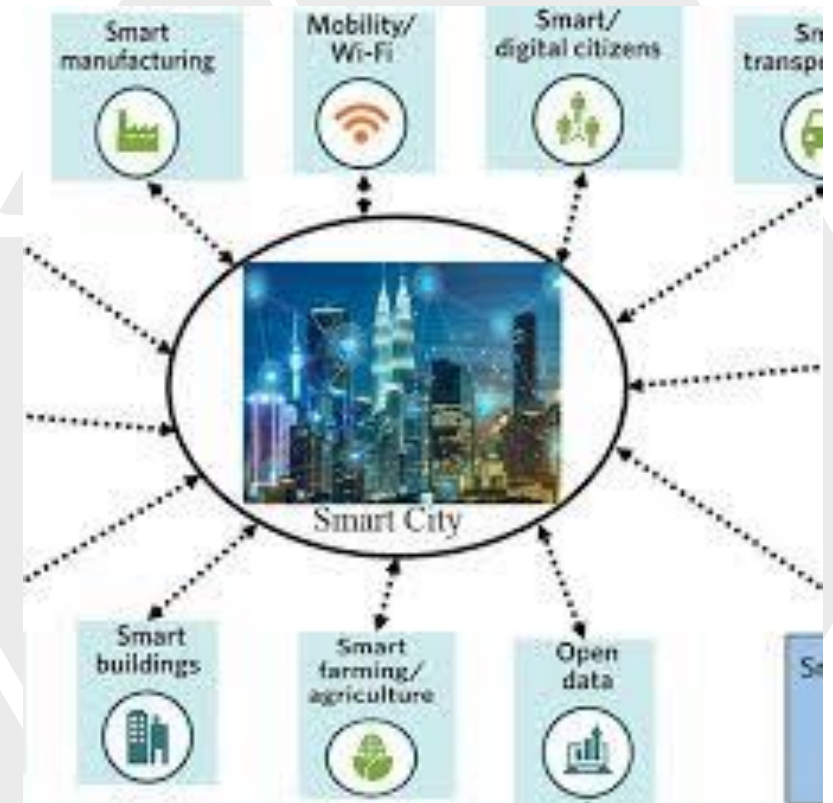 Smart
manufacturing
Mobility/
Wi-Fi
Smart/
digital citizens
Smart City
Smart
buildings
Smart
farming/
agriculture
Open
data